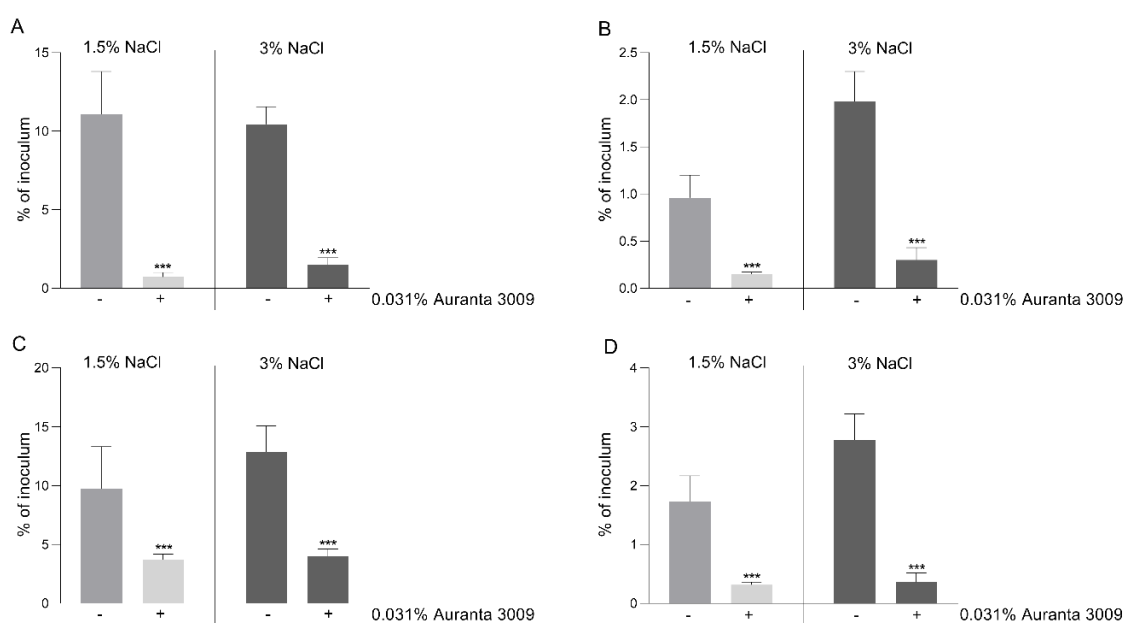 A
1.5% NaCl
3% NaCl
15
10
5
0
% of inoculum
-
+
-
+
***
***
0.031% Auranta 3009
B
1.5% NaCl
3% NaCl
2.5
2.0
1.5
1.0
0.5
0.0
% of inoculum
-
+
-
+
***
***
0.031% Auranta 3009
C
1.5% NaCl
3% NaCl
20
15
10
5
0
% of inoculum
-
+
-
+
***
***
0.031% Auranta 3009
D
1.5% NaCl
3% NaCl
4
3
2
1
0
% of inoculum
-
+
-
+
***
***
0.031% Auranta 3009